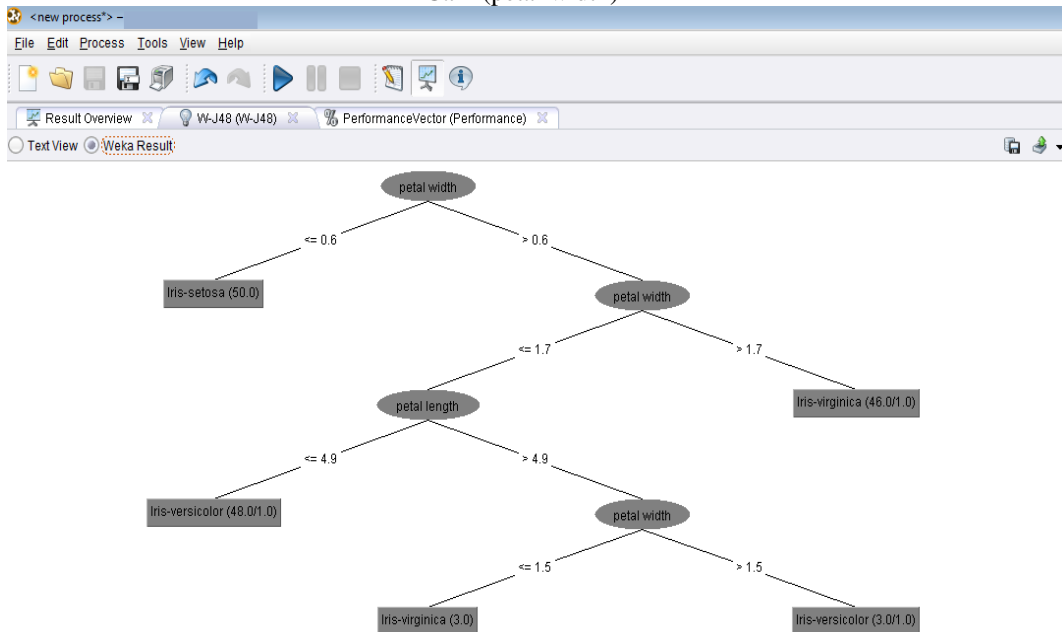 <new process*> –
File Edit Process Tools View Help
Result Overview W-J48 (W-J48) PerformanceVector (Performance)
Text View Weka Result
petal width
<= 0.6 > 0.6
Iris-setosa (50.0) petal width
<= 1.7 > 1.7
petal length Iris-virginica (46.0/1.0)
<= 4.9 > 4.9
Iris-versicolor (48.0/1.0) petal width
<= 1.5 > 1.5
Iris-virginica (3.0) Iris-versicolor (3.0/1.0)